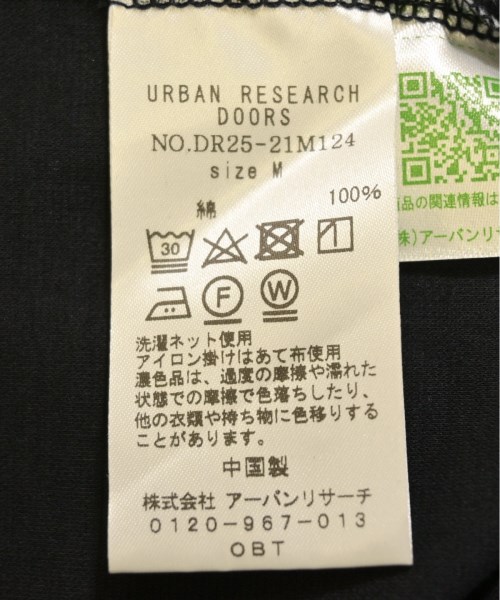 URBAN RESEARCH
DOORS
NO.DR25-21M124
size M
綿 100%
30
F W
洗濯ネット使用
アイロン掛けはあて布使用
濃色品は、過度の摩擦や濡れた
状態での摩擦で色落ちしたり、
他の衣類や持ち物に色移りする
ことがあります。
中国製
株式会社 アーバンリサーチ
0120-967-013
OBT
品の関連情報は
株)アーバンリサ